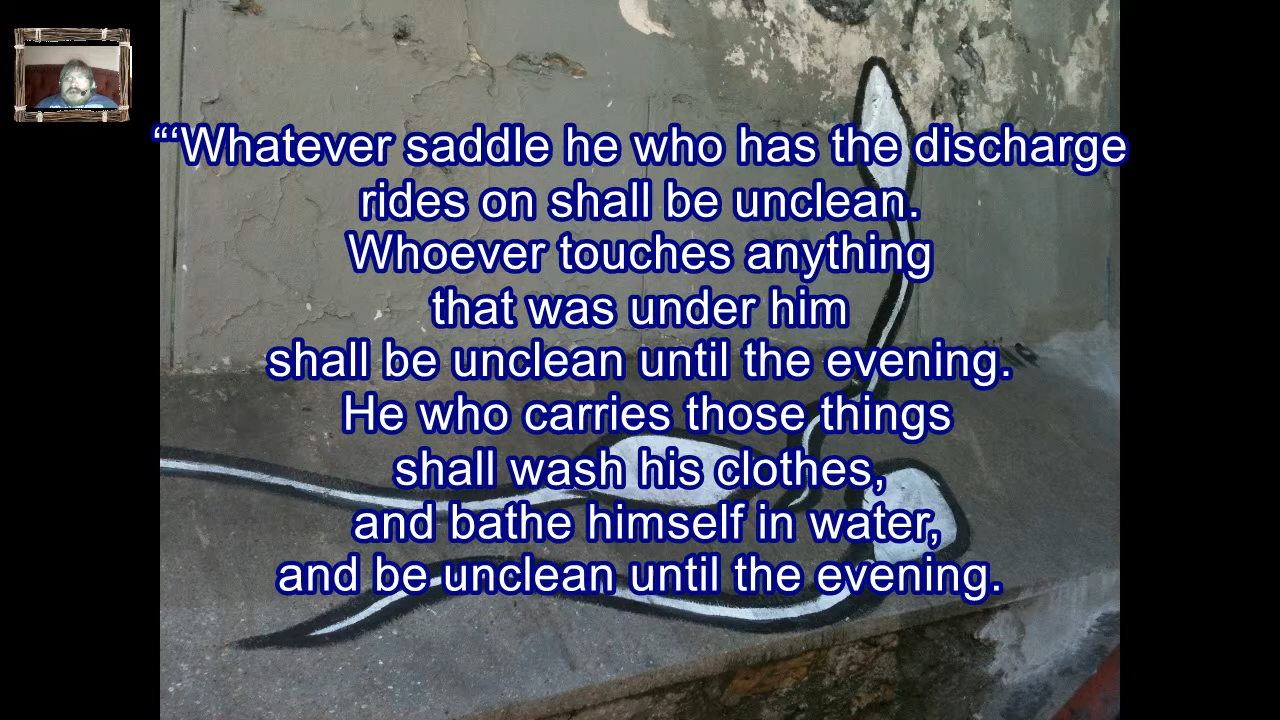 “‘Whatever saddle he who has the discharge
rides on shall be unclean.
Whoever touches anything
that was under him
shall be unclean until the evening.
He who carries those things
shall wash his clothes,
and bathe himself in water,
and be unclean until the evening.